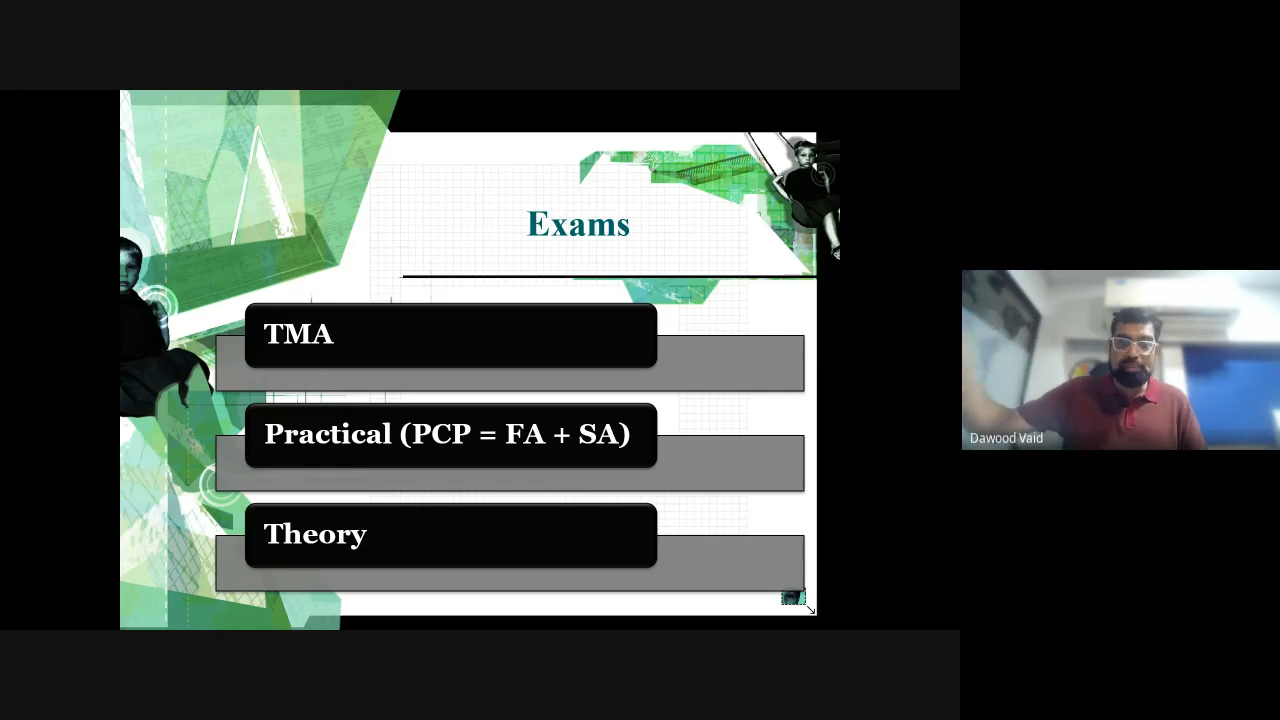 Exams
TMA
Practical (PCP = FA + SA)
Theory
Dawood Vaid